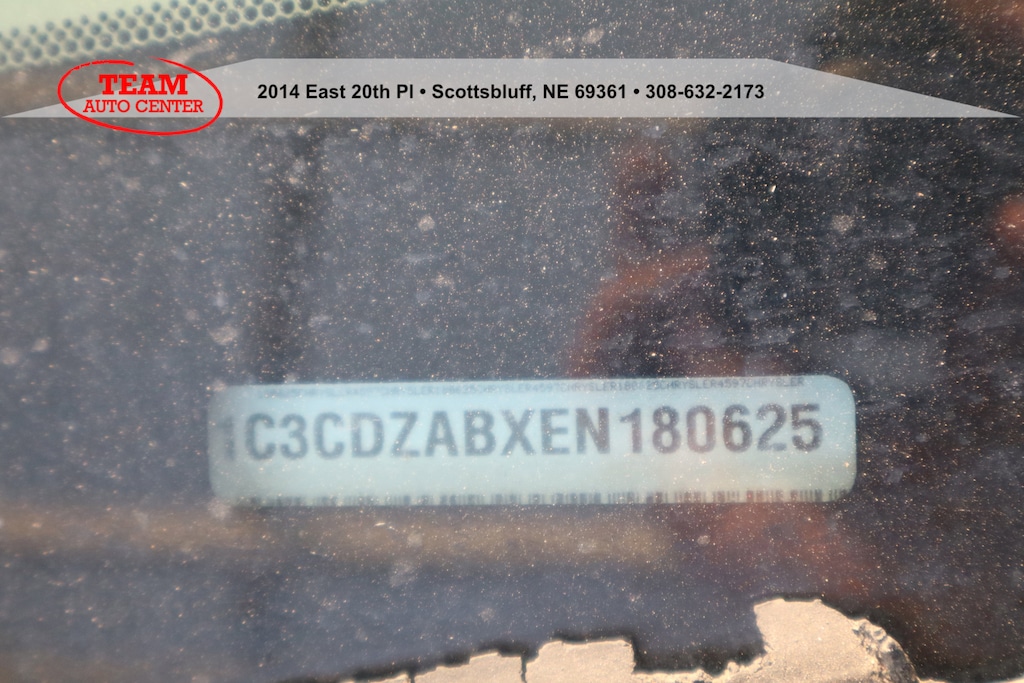 TEAM
AUTO CENTER
2014 East 20th Pl • Scottsbluff, NE 69361 • 308-632-2173
1C3CDZABXEN180625